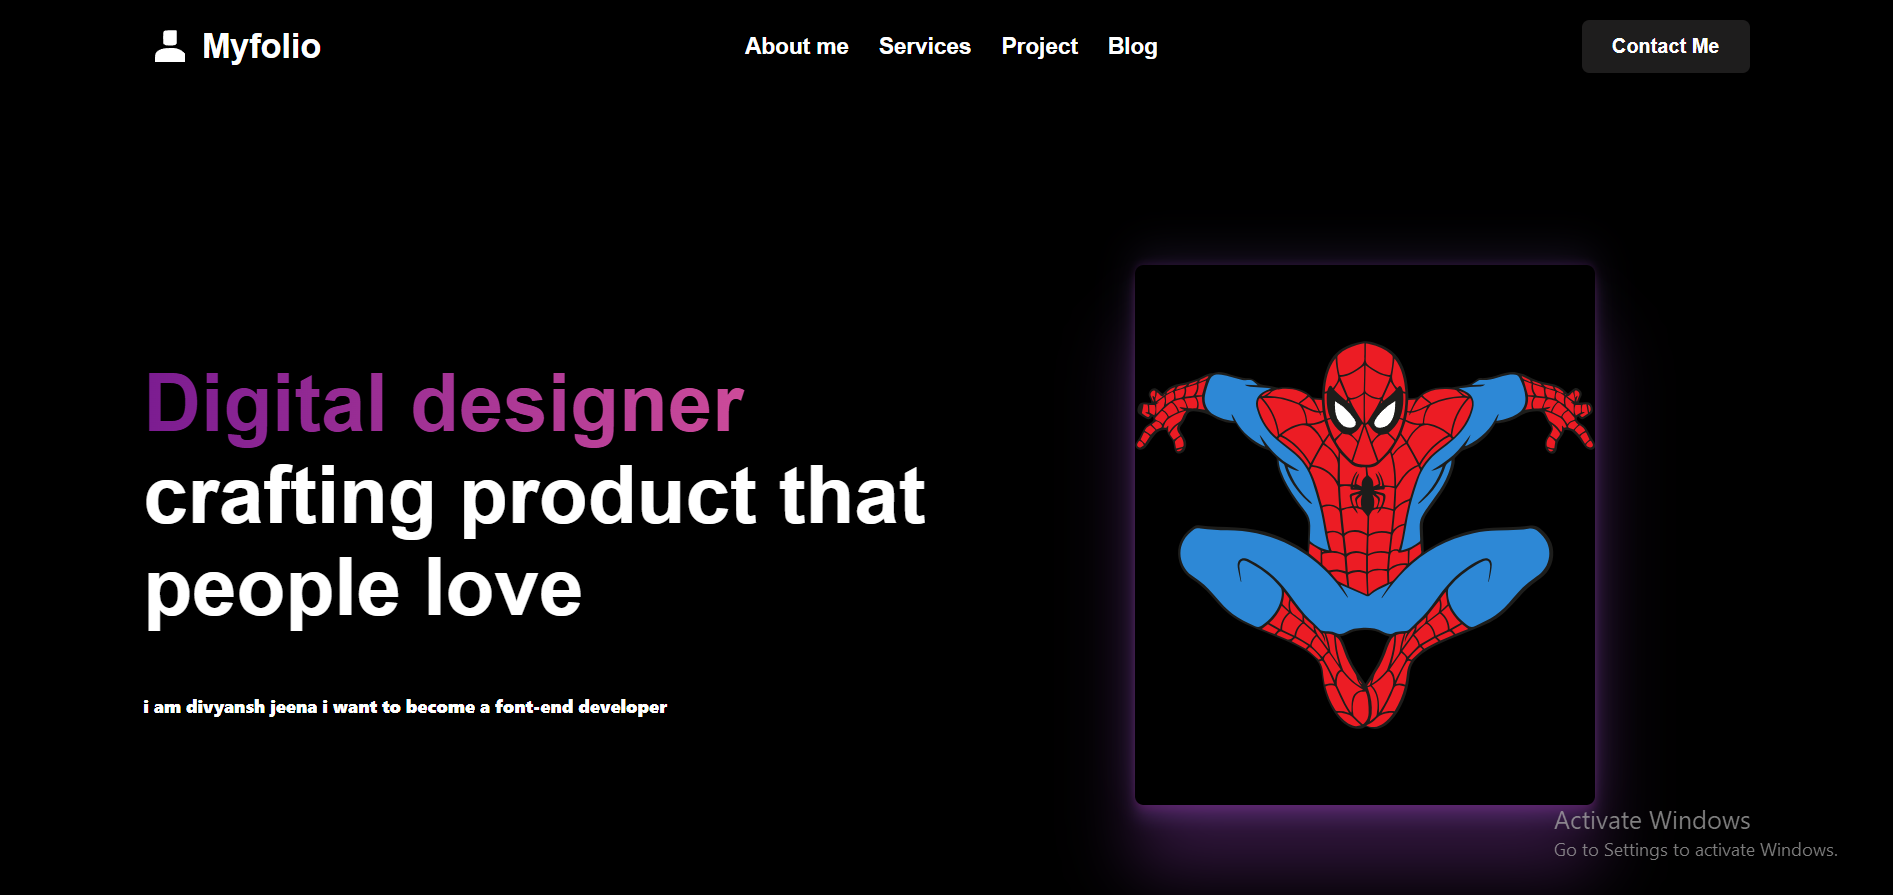 Myfolio
About me Services Project Blog
Contact Me
Digital designer
crafting product that
people love
i am divyansh jeena i want to become a font-end developer
Activate Windows
Go to Settings to activate Windows.